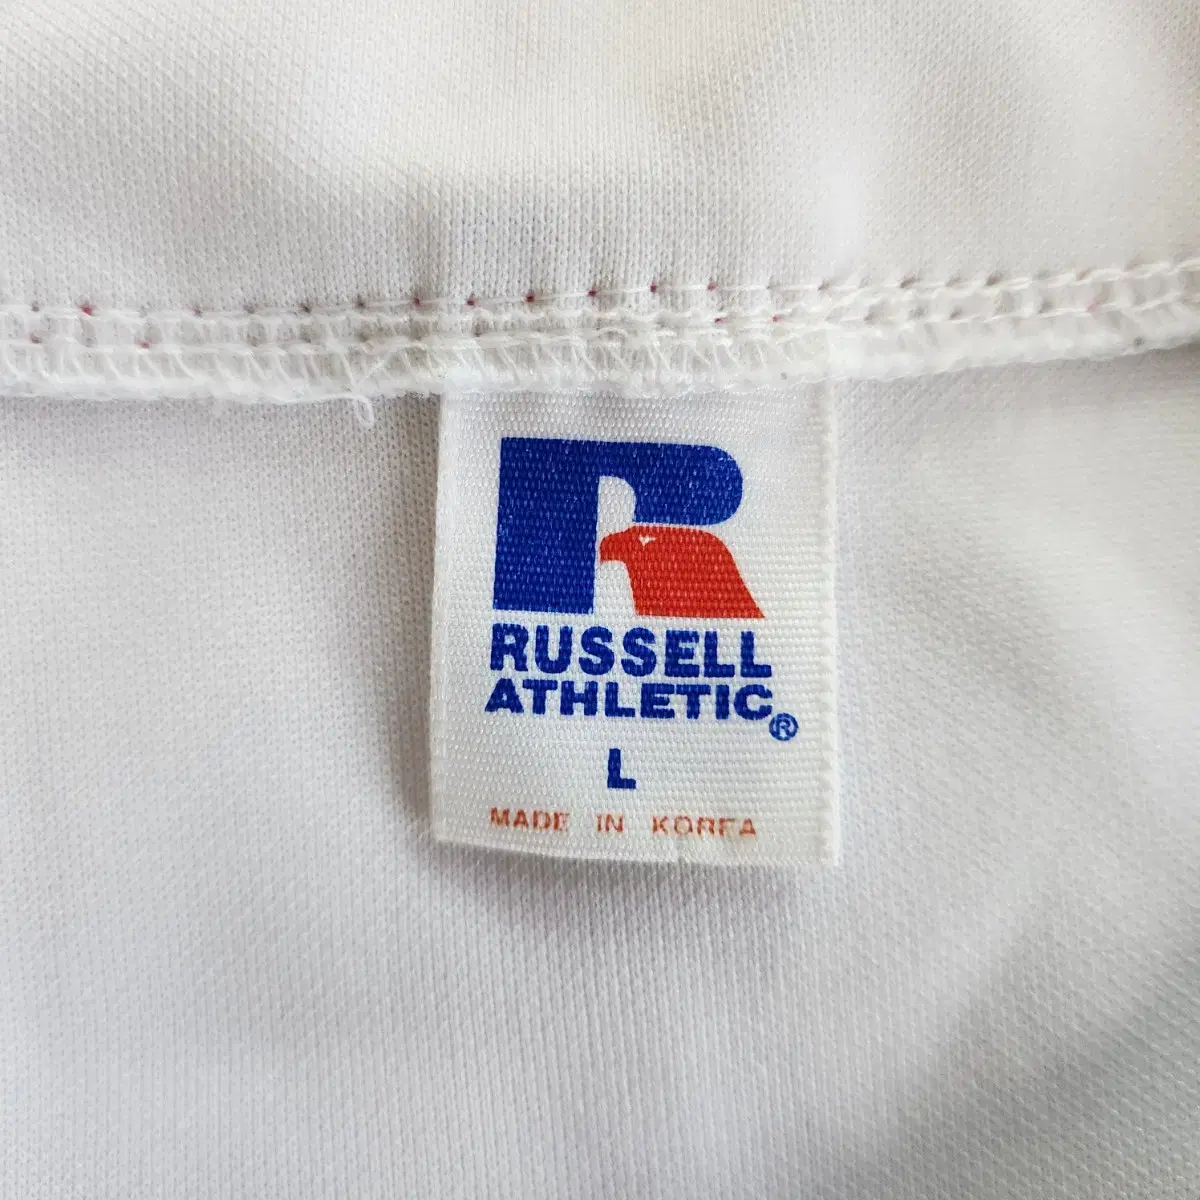 R
RUSSELL
ATHLETIC®
L
MADE IN KOREA